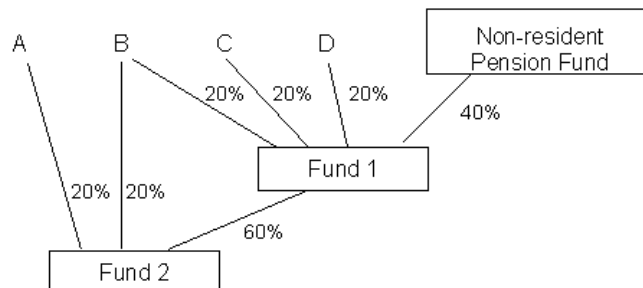 A B C D
Non-resident
Pension Fund
20% 20% 20%
40%
Fund 1
20% 20%
60%
Fund 2